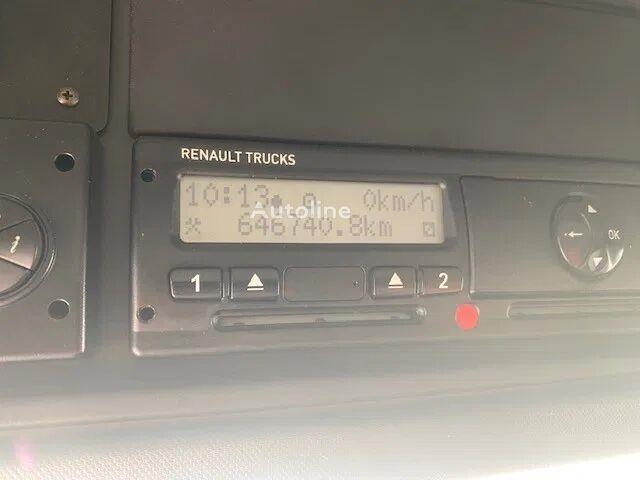 RENAULT TRUCKS
10:13 0km/h
646740.8km
Autoline
1 2
OK
i